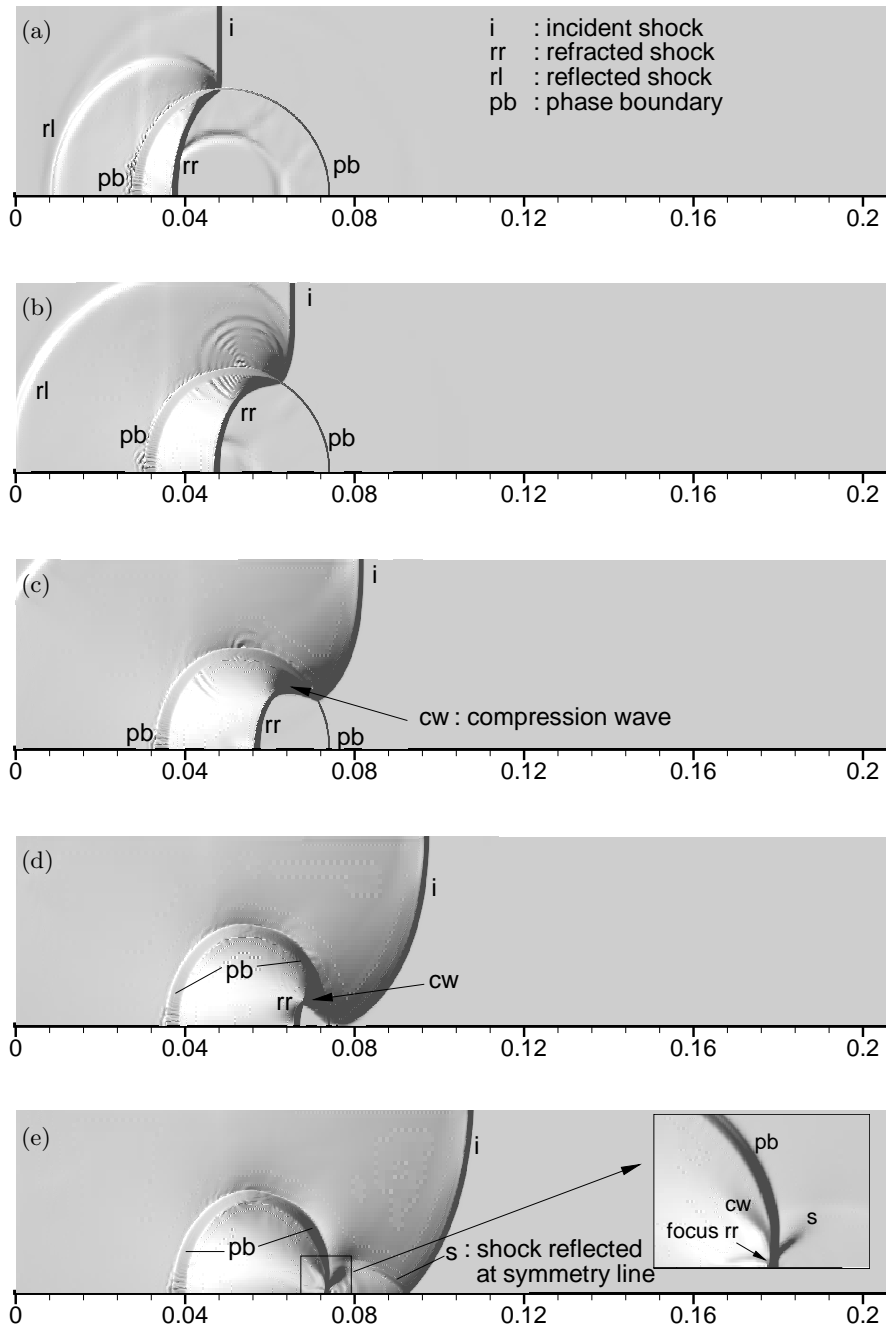 (a)
i
i : incident shock
rr : refracted shock
rl : reflected shock
pb : phase boundary
rl
pb
rr
pb
0 0.04 0.08 0.12 0.16 0.2
(b)
i
rl
rr
pb
pb
0 0.04 0.08 0.12 0.16 0.2
(c)
i
cw : compression wave
pb
rr
pb
0 0.04 0.08 0.12 0.16 0.2
(d)
i
pb
cw
rr
0 0.04 0.08 0.12 0.16 0.2
(e)
i
pb
cw
s
focus rr
pb
s : shock reflected
at symmetry line
0 0.04 0.08 0.12 0.16 0.2